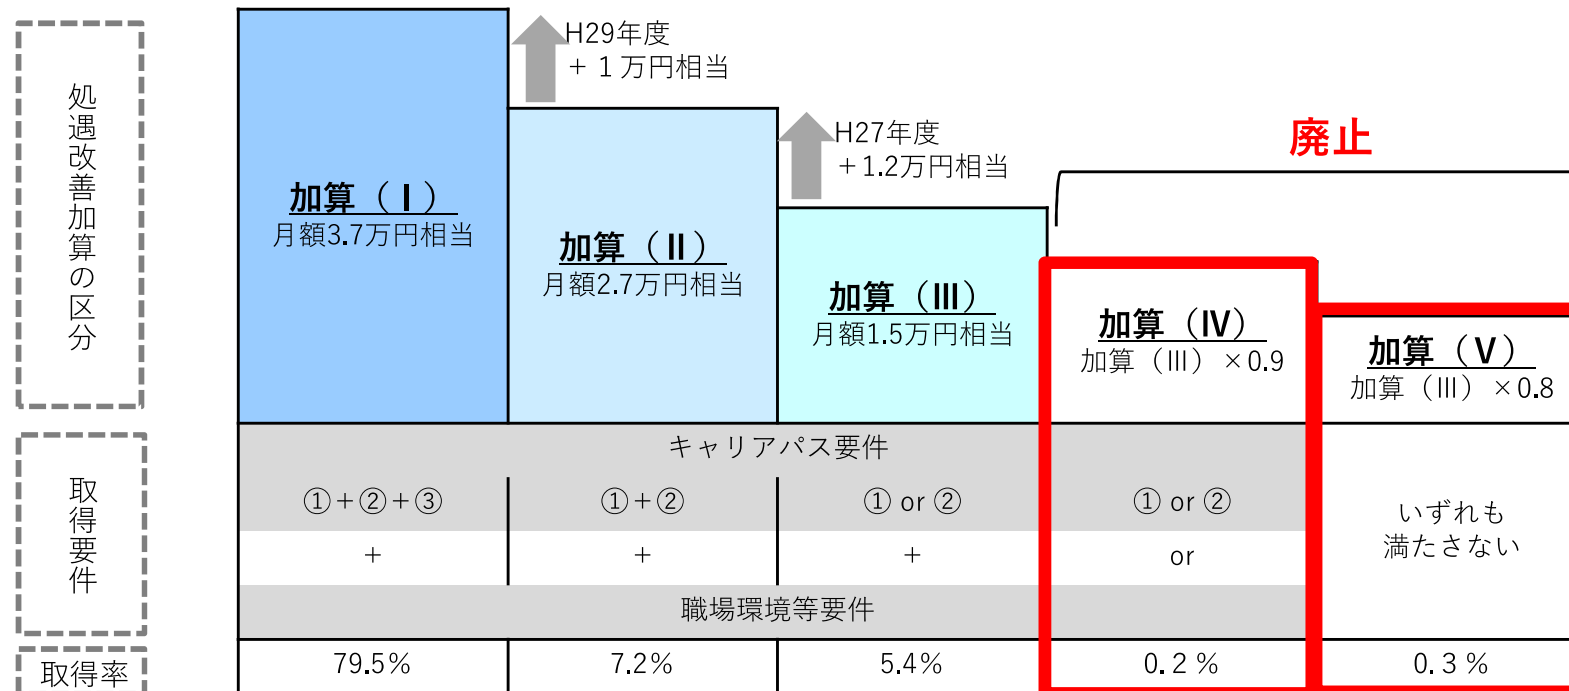 処遇改善加算の区分
H29年度
+ 1 万円相当
H27年度
+1.2万円相当
廃止
加算（Ⅰ）
月額3.7万円相当
加算（Ⅱ）
月額2.7万円相当
加算（Ⅲ）
月額1.5万円相当
加算（Ⅳ）
加算（Ⅲ）×0.9
加算（Ⅴ）
加算（Ⅲ）×0.8
取得要件
キャリアパス要件
①+②+③
①+②
① or ②
① or ②
いずれも
満たさない
+
+
+
or
職場環境等要件
取得率
79.5%
7.2%
5.4%
0.2 %
0.3 %